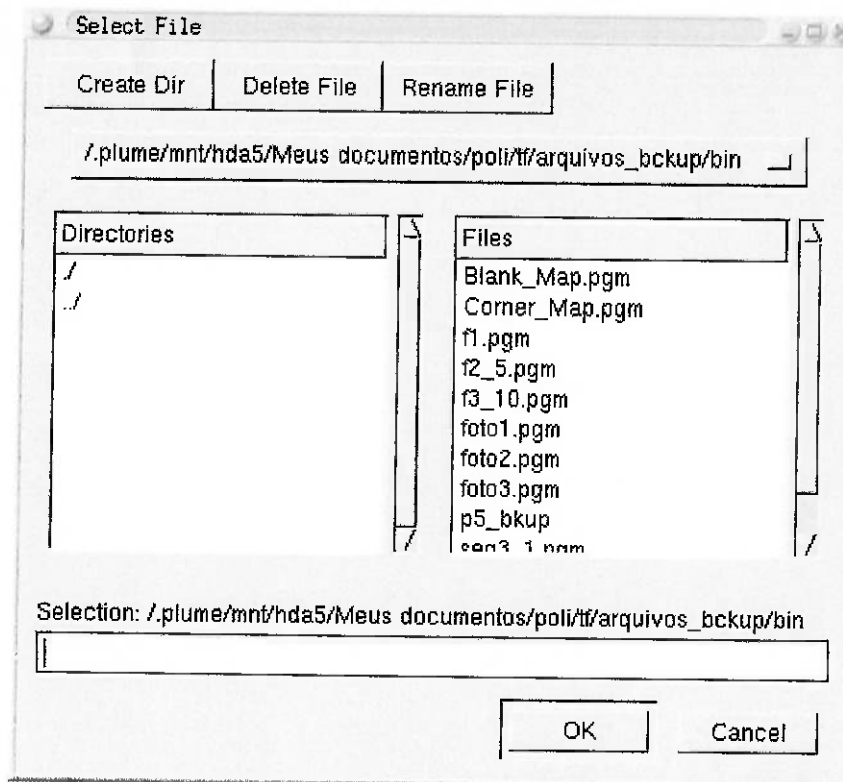 Select File
Create Dir Delete File Rename File
/.plume/mnt/hda5/Meus documentos/poli/tf/arquivos_bckup/bin
Directories
./
../
Files
Blank_Map.pgm
Corner_Map.pgm
f1.pgm
f2_5.pgm
f3_10.pgm
foto1.pgm
foto2.pgm
foto3.pgm
p5_bkup
seg3_1.pgm
Selection: /.plume/mnt/hda5/Meus documentos/poli/tf/arquivos_bckup/bin
OK Cancel